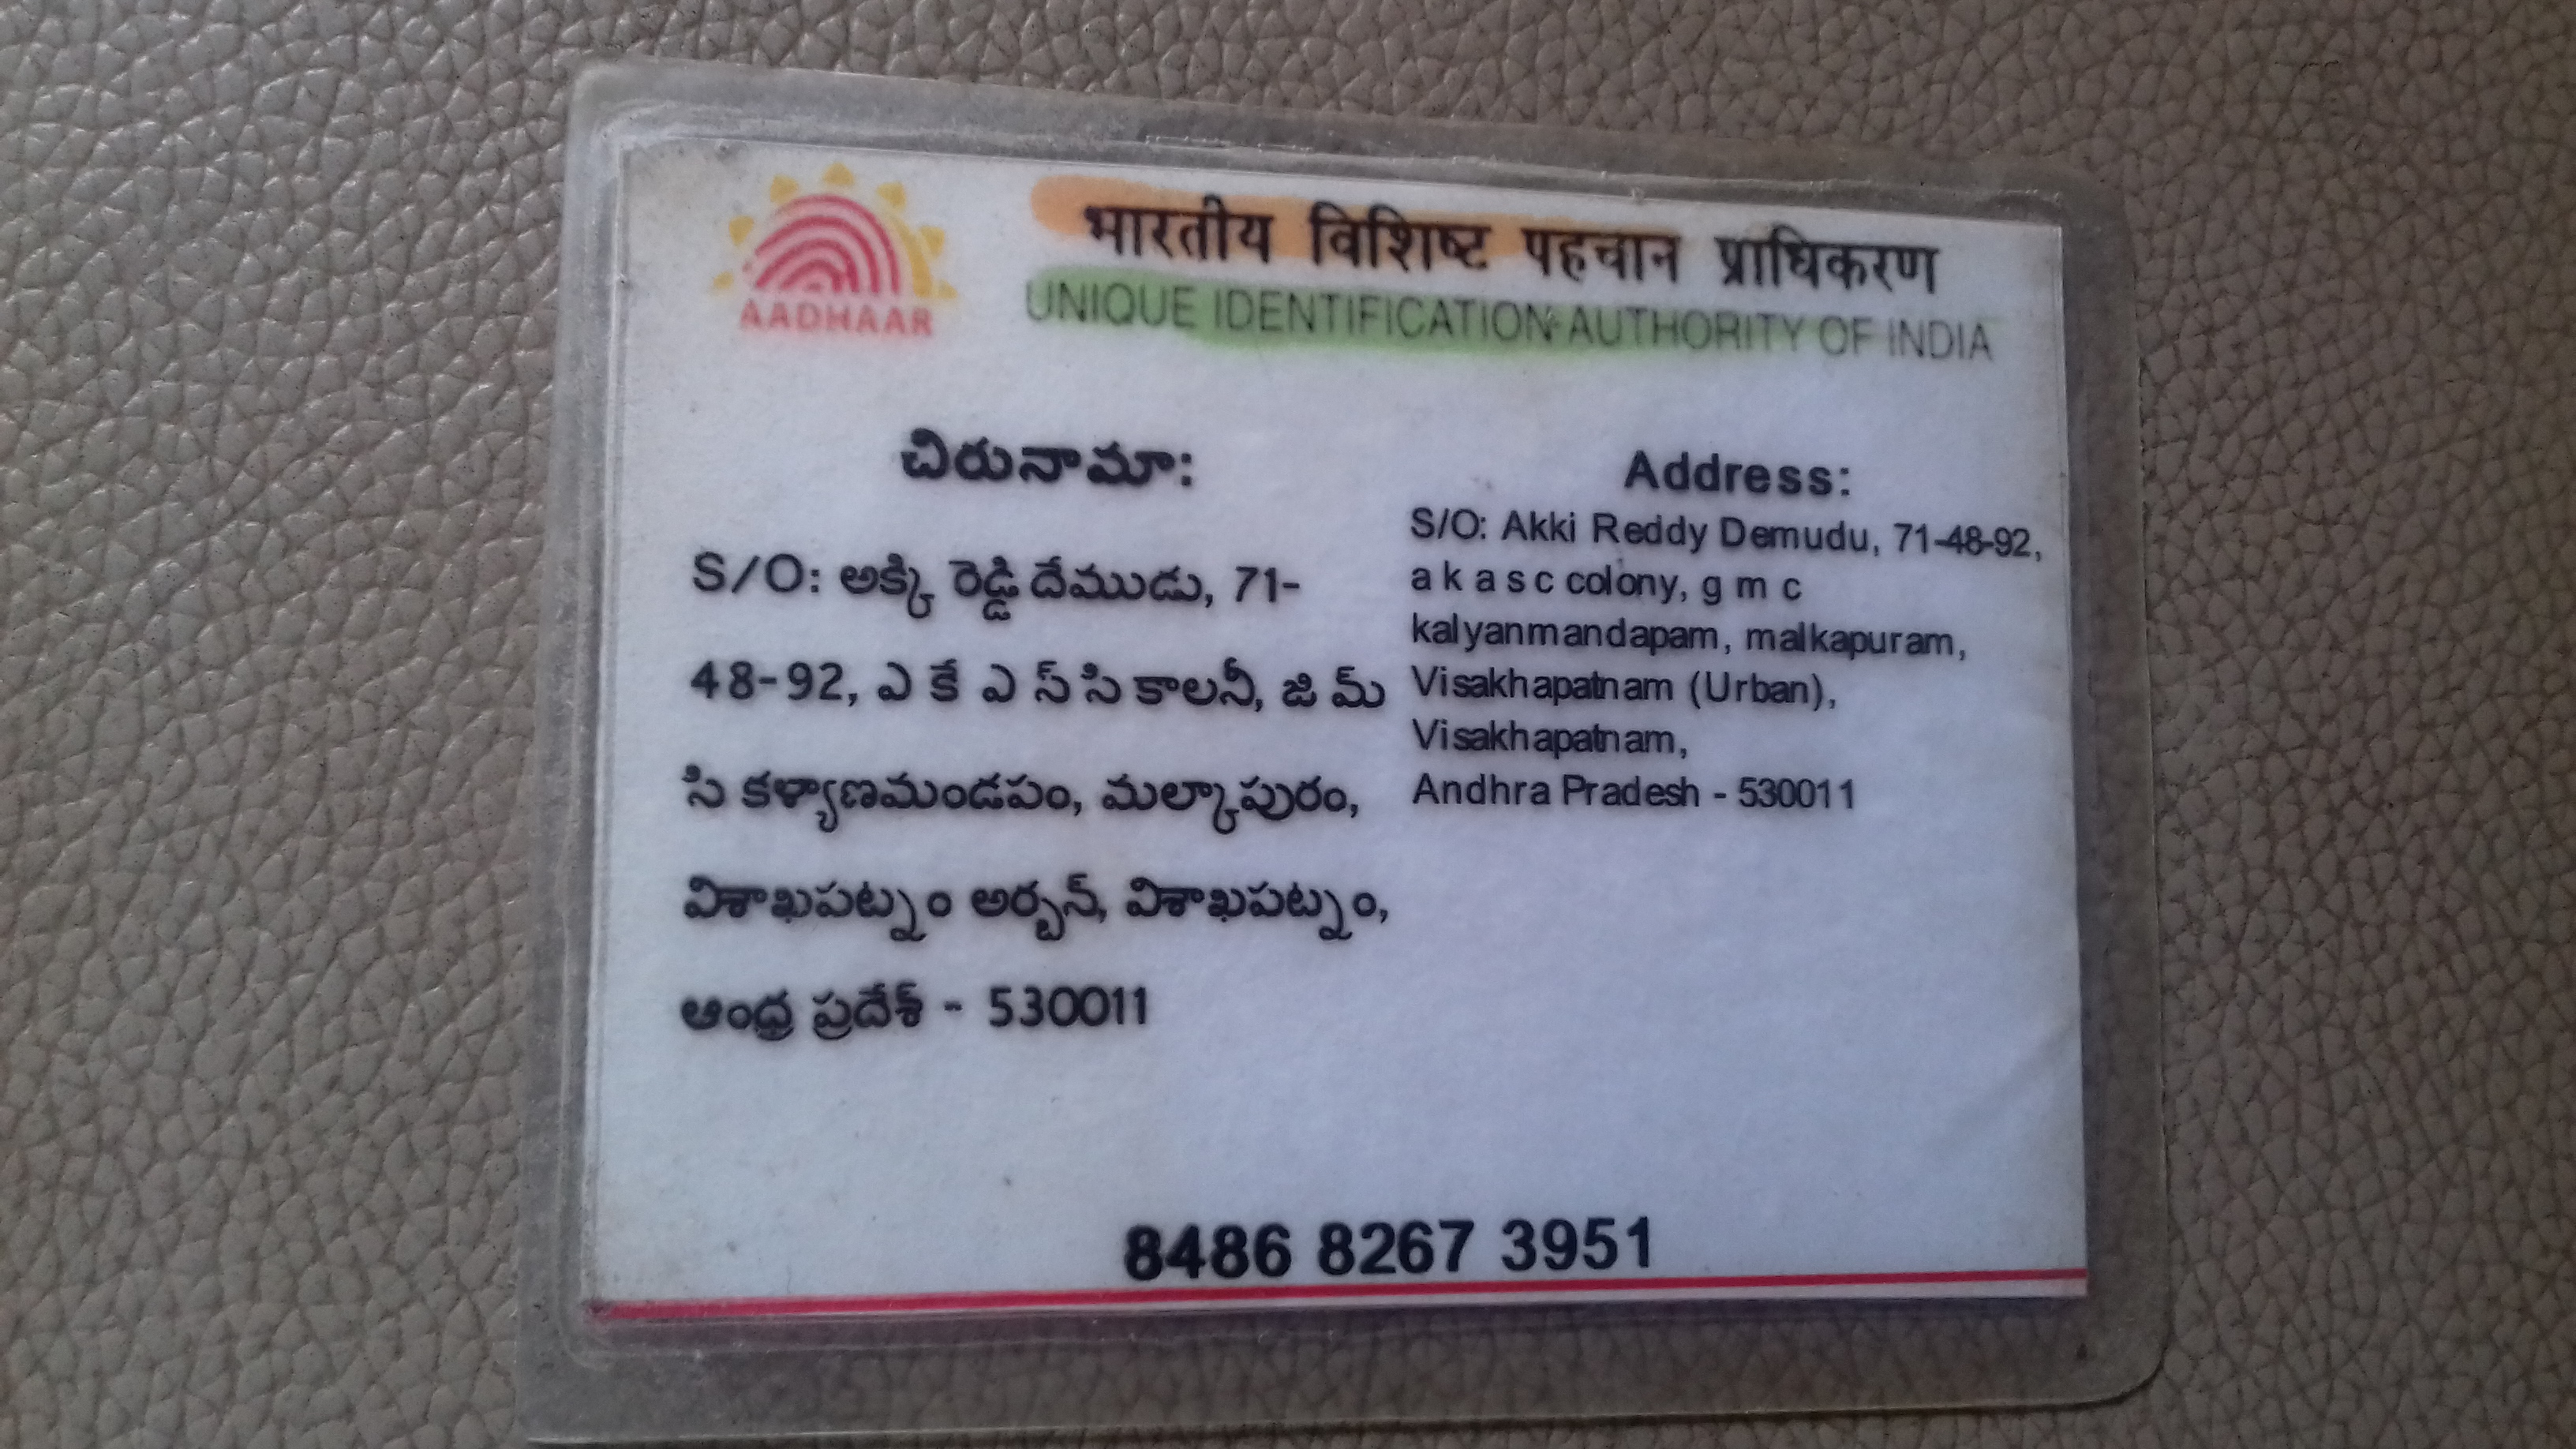 AADHAAR
भारतीय विशिष्ट पहचान प्राधिकरण
UNIQUE IDENTIFICATION AUTHORITY OF INDIA
చిరునామా:
S/O: అక్కి రెడ్డి దేముడు, 71-
48-92, ఎ కే ఎ స్ సి కాలనీ, జి మ్
సి కళ్యాణమండపం, మల్కాపురం,
విశాఖపట్నం అర్బన్, విశాఖపట్నం,
ఆంధ్ర ప్రదేశ్ - 530011
Address:
S/O: Akki Reddy Demudu, 71-48-92,
a k a s c colony, g m c
kalyanmandapam, malkapuram,
Visakhapatnam (Urban),
Visakhapatnam,
Andhra Pradesh - 530011
8486 8267 3951